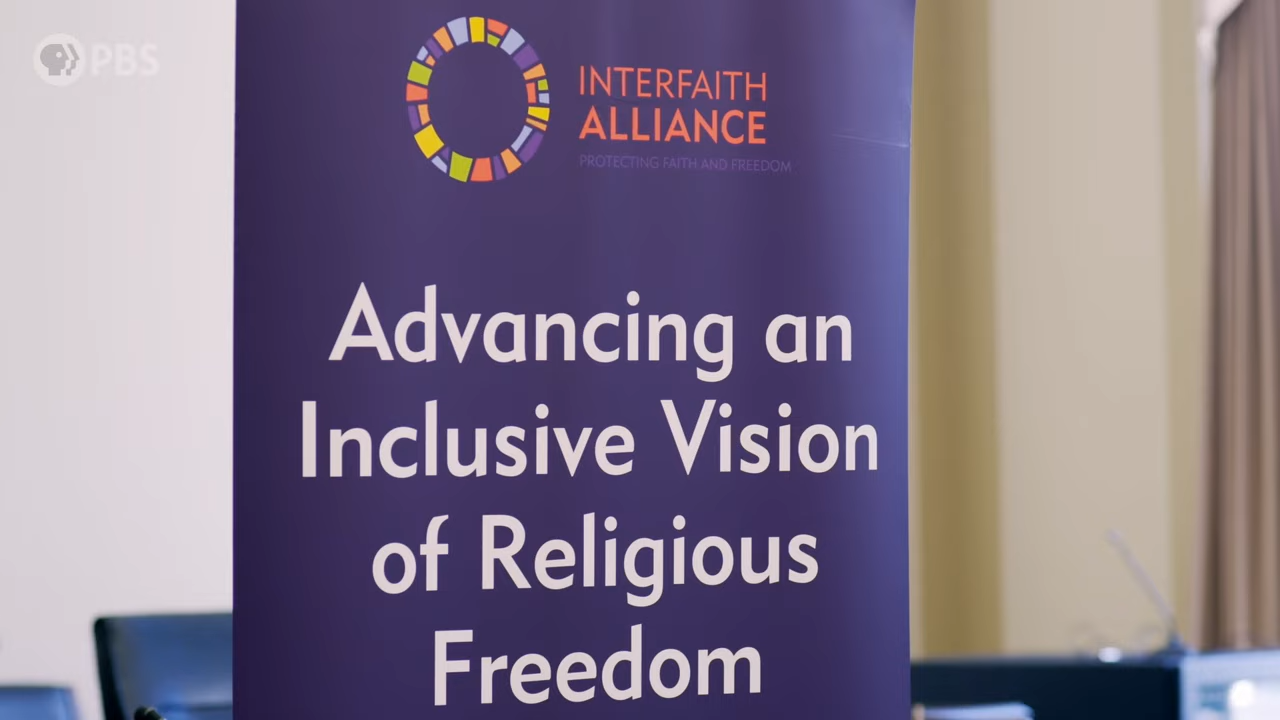 PBS
INTERFAITH
ALLIANCE
PROTECTING FAITH AND FREEDOM
Advancing an
Inclusive Vision
of Religious
Freedom